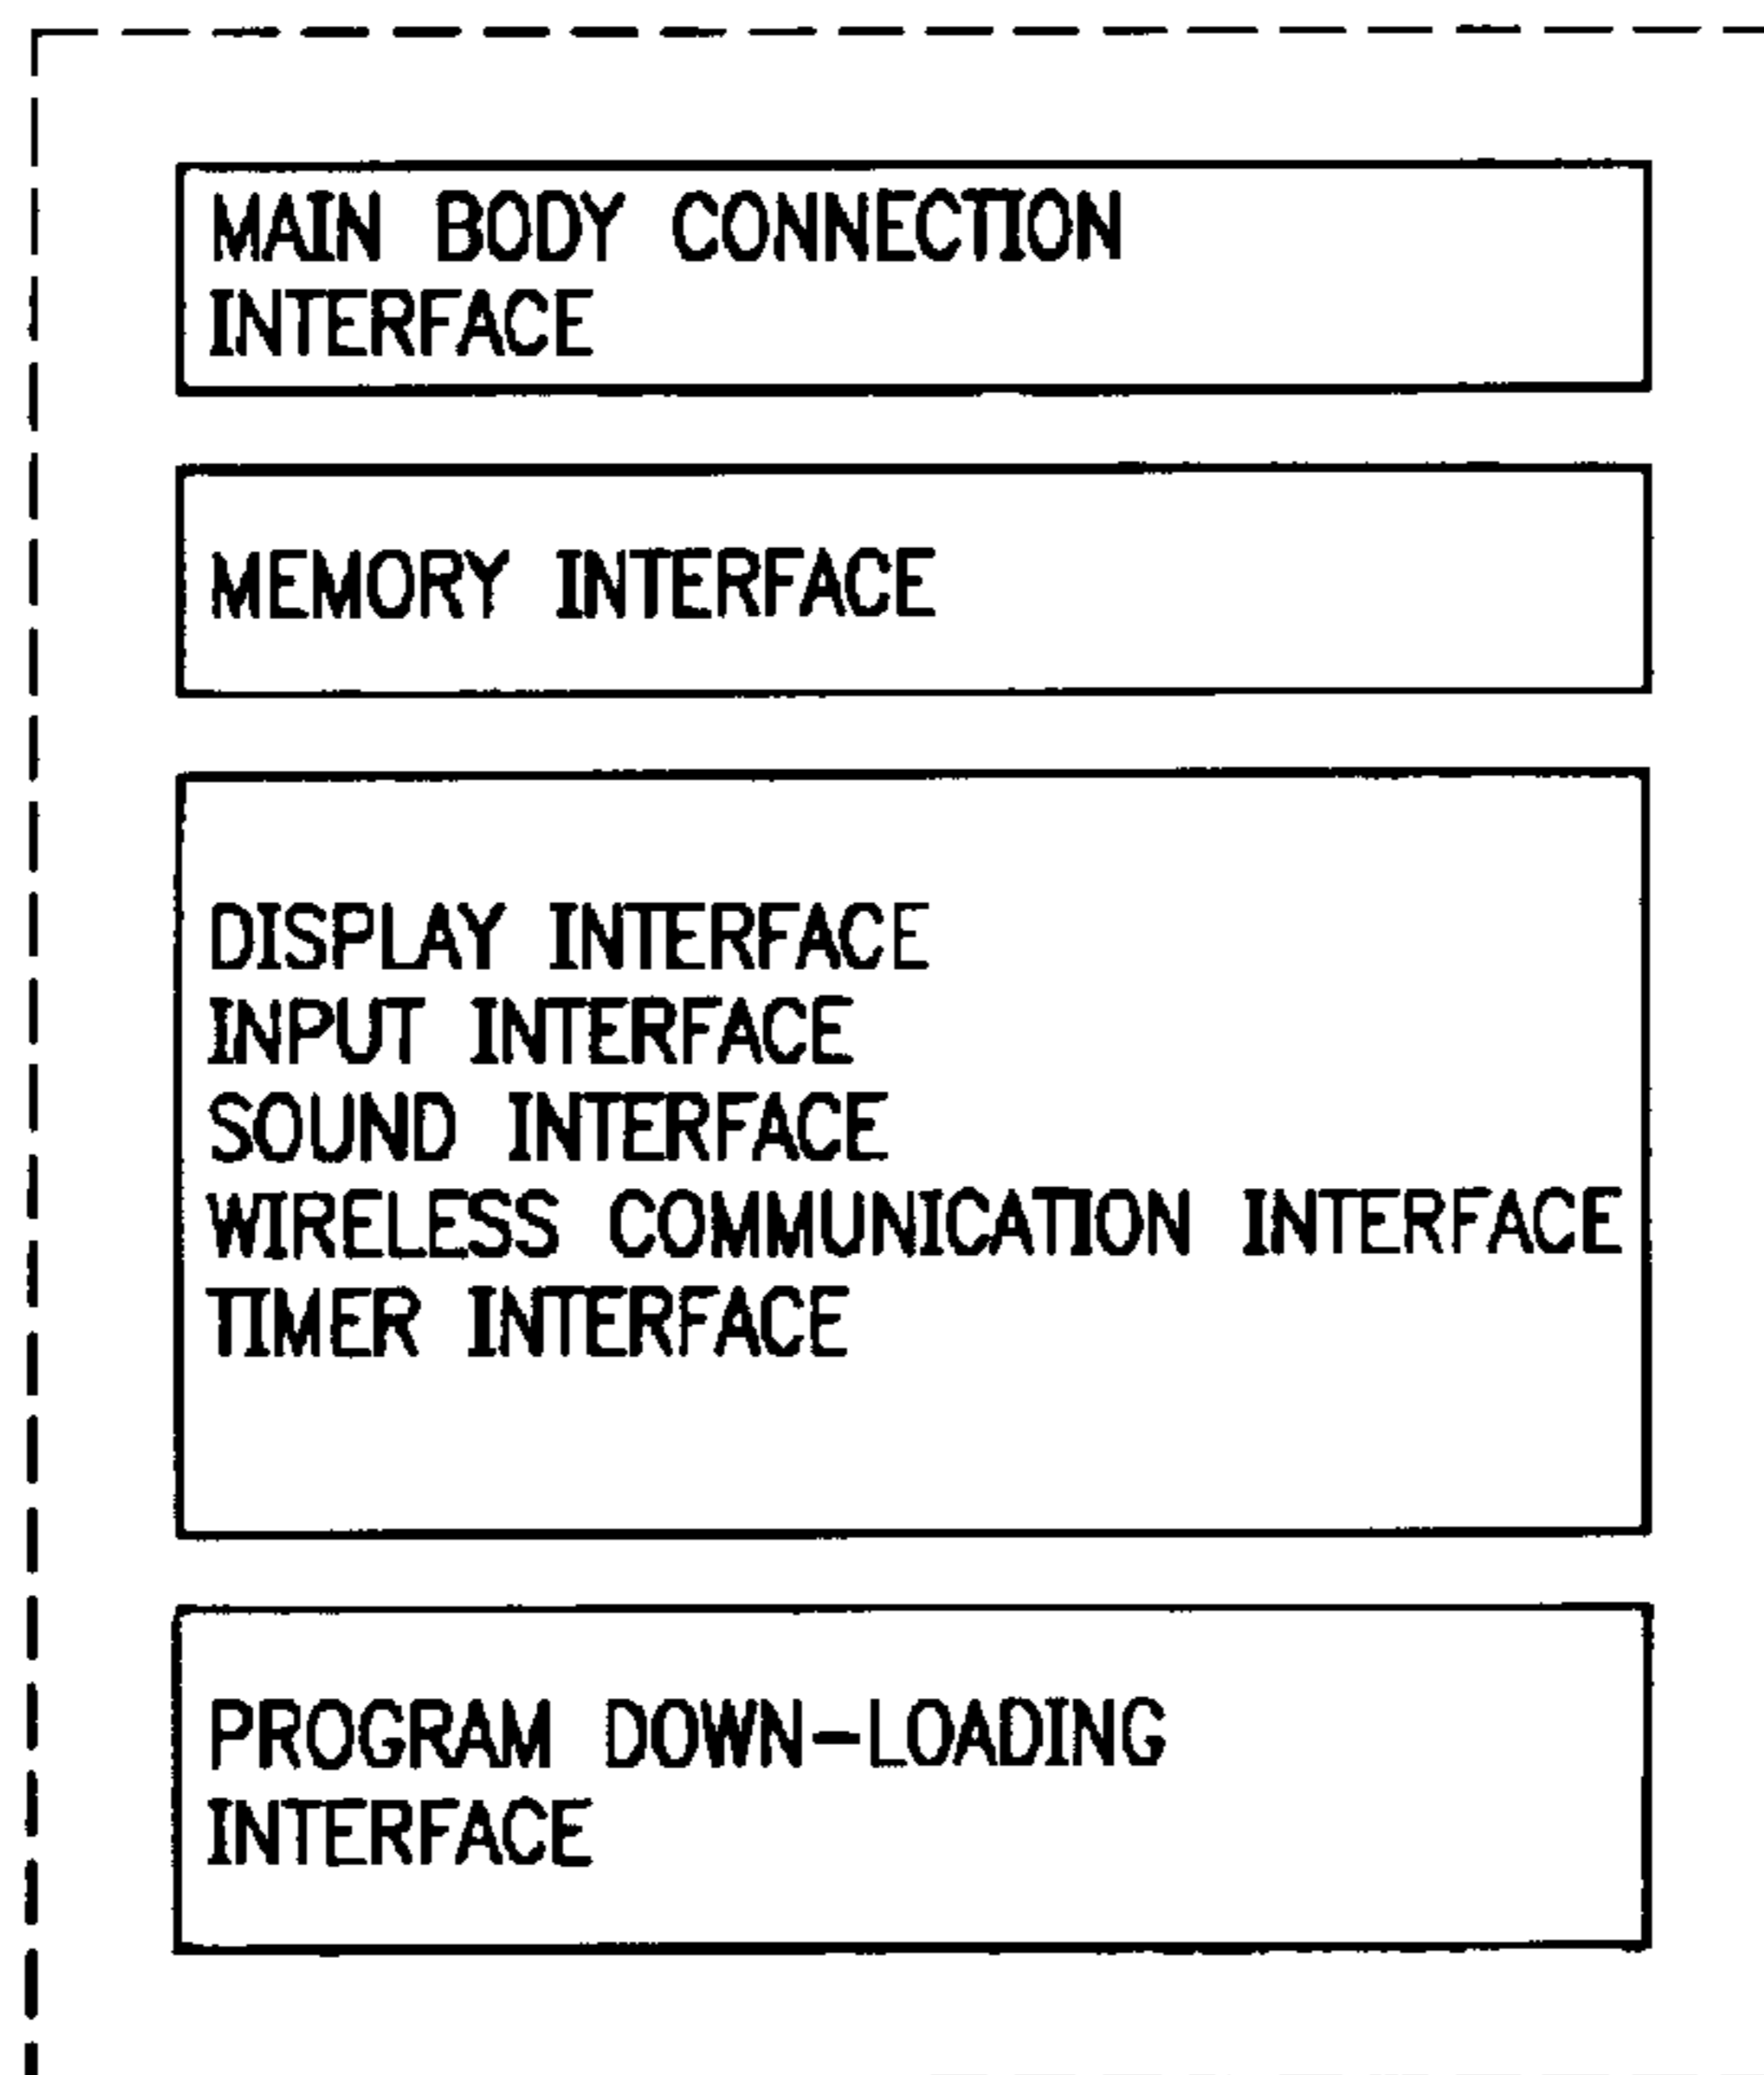 MAIN BODY CONNECTION
INTERFACE
MEMORY INTERFACE
DISPLAY INTERFACE
INPUT INTERFACE
SOUND INTERFACE
WIRELESS COMMUNICATION INTERFACE
TIMER INTERFACE
PROGRAM DOWN-LOADING
INTERFACE